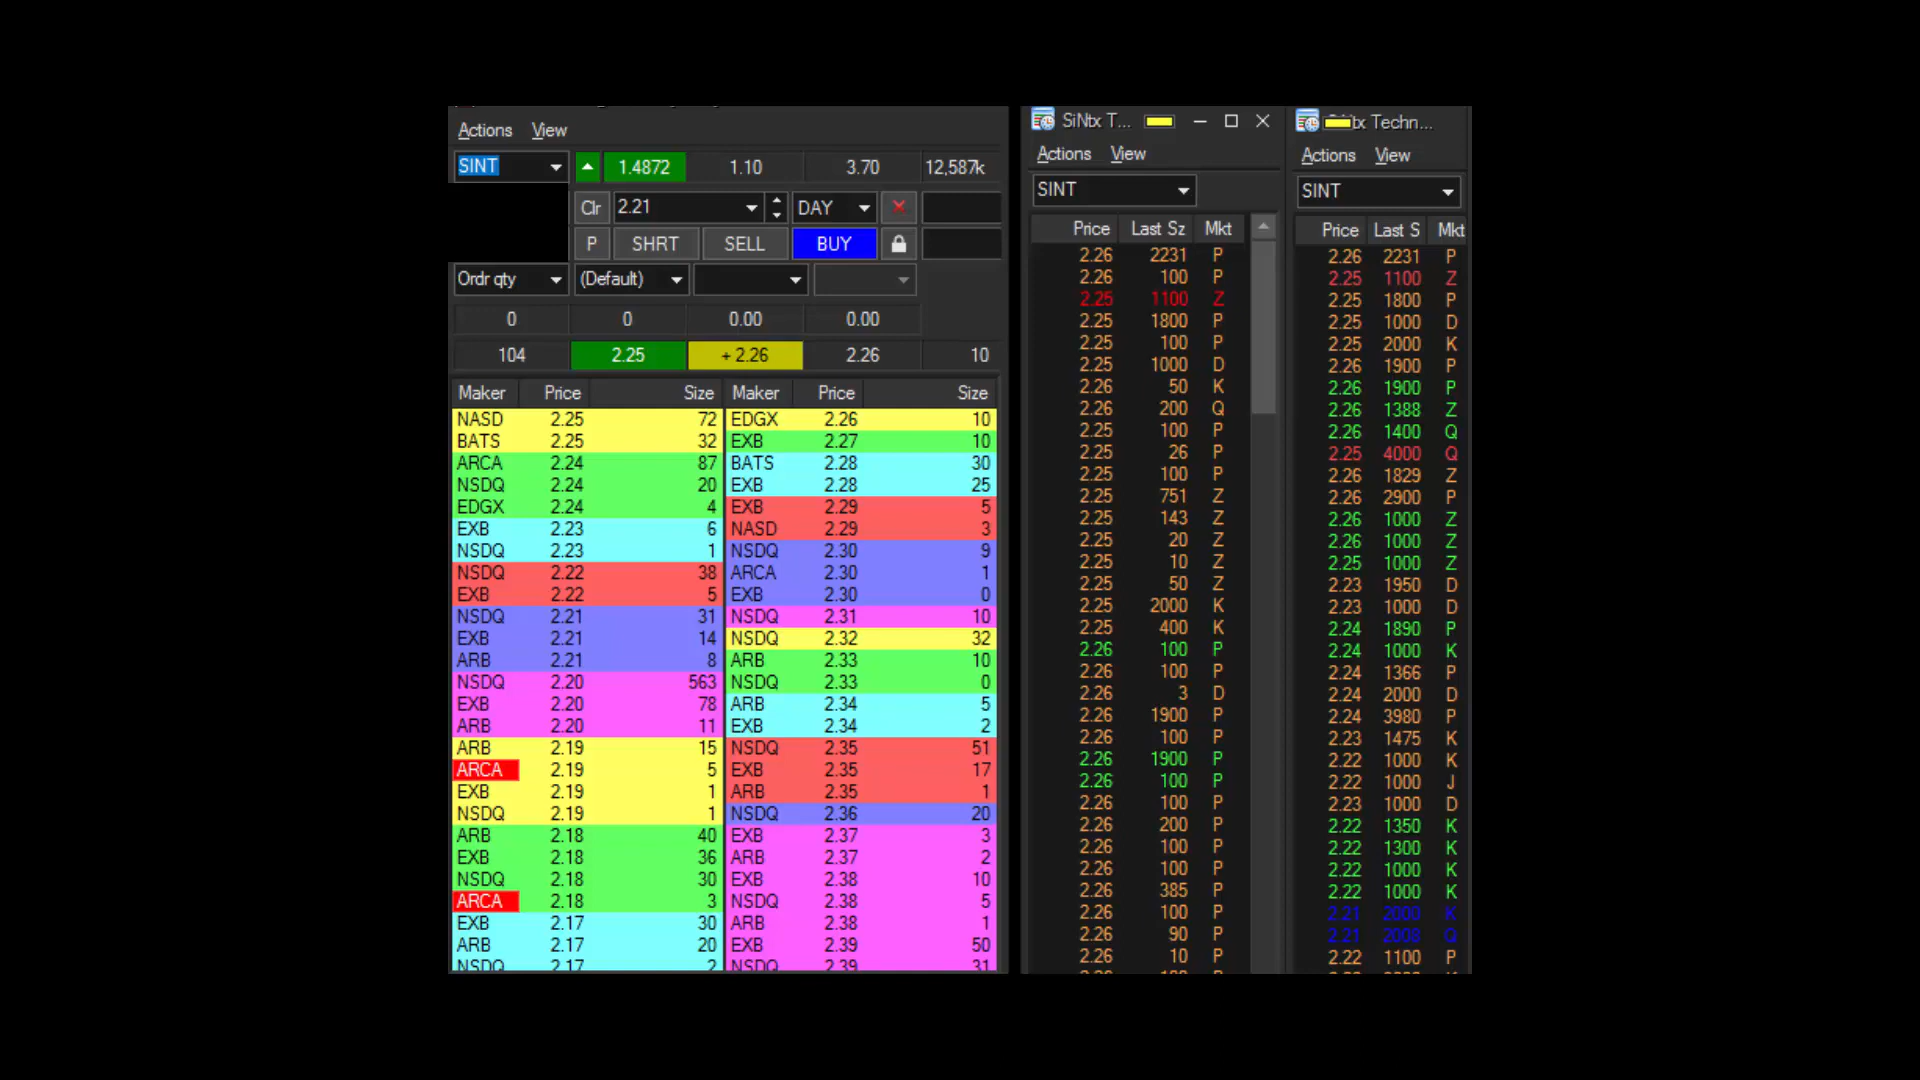 Actions View
SINT 1.4872 1.10 3.70 12,587k
Clr 2.21 DAY
P SHRT SELL BUY
Ordr qty (Default)
0 0 0.00 0.00
104 2.25 + 2.26 2.26 10
Maker Price Size Maker Price Size
NASD 2.25 72 EDGX 2.26 10
BATS 2.25 32 EXB 2.27 10
ARCA 2.24 87 BATS 2.28 30
NSDQ 2.24 20 EXB 2.28 25
EDGX 2.24 4 EXB 2.29 5
EXB 2.23 6 NASD 2.29 3
NSDQ 2.23 1 NSDQ 2.30 9
NSDQ 2.22 38 ARCA 2.30 1
EXB 2.22 5 EXB 2.30 0
NSDQ 2.21 31 NSDQ 2.31 10
EXB 2.21 14 NSDQ 2.32 32
ARB 2.21 8 ARB 2.33 10
NSDQ 2.20 563 NSDQ 2.33 0
EXB 2.20 78 ARB 2.34 5
ARB 2.20 11 EXB 2.34 2
ARB 2.19 15 NSDQ 2.35 51
ARCA 2.19 5 EXB 2.35 17
EXB 2.19 1 ARB 2.35 1
NSDQ 2.19 1 NSDQ 2.36 20
ARB 2.18 40 EXB 2.37 3
EXB 2.18 36 ARB 2.37 2
NSDQ 2.18 30 EXB 2.38 10
ARCA 2.18 3 NSDQ 2.38 5
EXB 2.17 30 ARB 2.38 1
ARB 2.17 20 EXB 2.39 50
NSDQ 2.17 2 NSDQ 2.39 31
SiNtx T...
Actions View
SINT
Price Last Sz Mkt
2.26 2231 P
2.26 100 P
2.25 1100 Z
2.25 1800 P
2.25 100 P
2.25 1000 D
2.26 50 K
2.26 200 Q
2.25 100 P
2.25 26 P
2.25 100 P
2.25 751 Z
2.25 143 Z
2.25 20 Z
2.25 10 Z
2.25 50 Z
2.25 2000 K
2.25 400 K
2.26 100 P
2.26 100 P
2.26 3 D
2.26 1900 P
2.26 100 P
2.26 1900 P
2.26 100 P
2.26 100 P
2.26 200 P
2.26 100 P
2.26 100 P
2.26 385 P
2.26 100 P
2.26 90 P
2.26 10 P
tx Techn...
Actions View
SINT
Price Last S Mkt
2.26 2231 P
2.25 1100 Z
2.25 1800 P
2.25 1000 D
2.25 2000 K
2.26 1900 P
2.26 1900 P
2.26 1388 Z
2.26 1400 Q
2.25 4000 Q
2.26 1829 Z
2.26 2900 P
2.26 1000 Z
2.26 1000 Z
2.25 1000 Z
2.23 1950 D
2.23 1000 D
2.24 1890 P
2.24 1000 K
2.24 1366 P
2.24 2000 D
2.24 3980 P
2.23 1475 K
2.22 1000 K
2.22 1000 J
2.23 1000 D
2.22 1350 K
2.22 1300 K
2.22 1000 K
2.22 1000 K
2.21 2000 K
2.21 2008 Q
2.22 1100 P